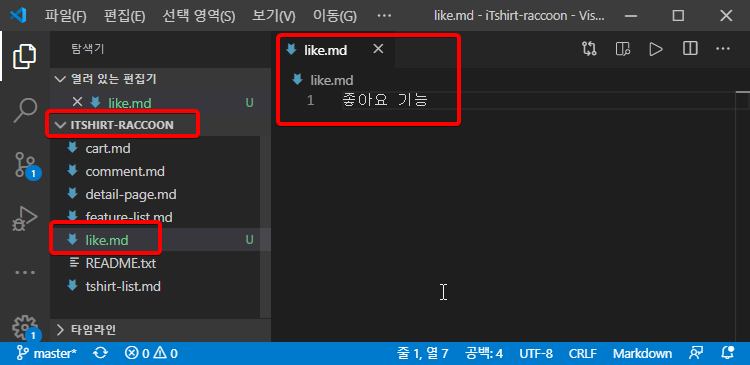 파일(F) 편집(E) 선택 영역(S) 보기(V) 이동(G) ··· like.md - iTshirt-raccoon - Vis...
탐색기
열려 있는 편집기
like.md U
ITSHIRT-RACCOON
cart.md
comment.md
detail-page.md
feature-list.md
like.md U
README.txt
tshirt-list.md
타임라인
1
1
like.md
like.md
1 좋아요 기능
master* 0 0 줄 1, 열 7 공백: 4 UTF-8 CRLF Markdown